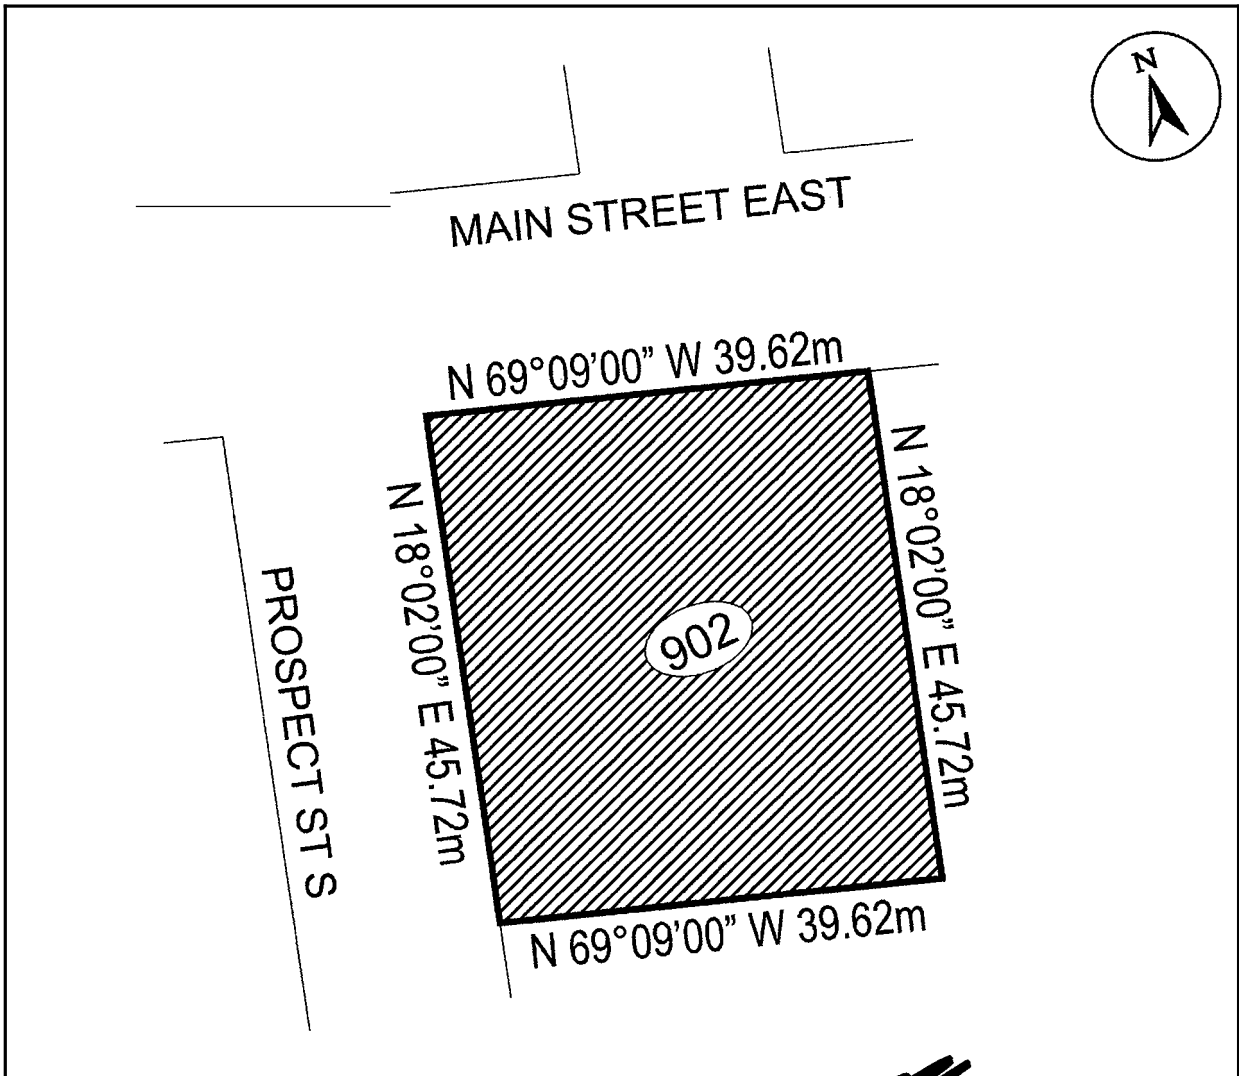 N
MAIN STREET EAST
N 69°09’00” W 39.62m
N 18°02’00” E 45.72m
N 18°02’00” E 45.72m
902
PROSPECT ST S
N 69°09’00” W 39.62m